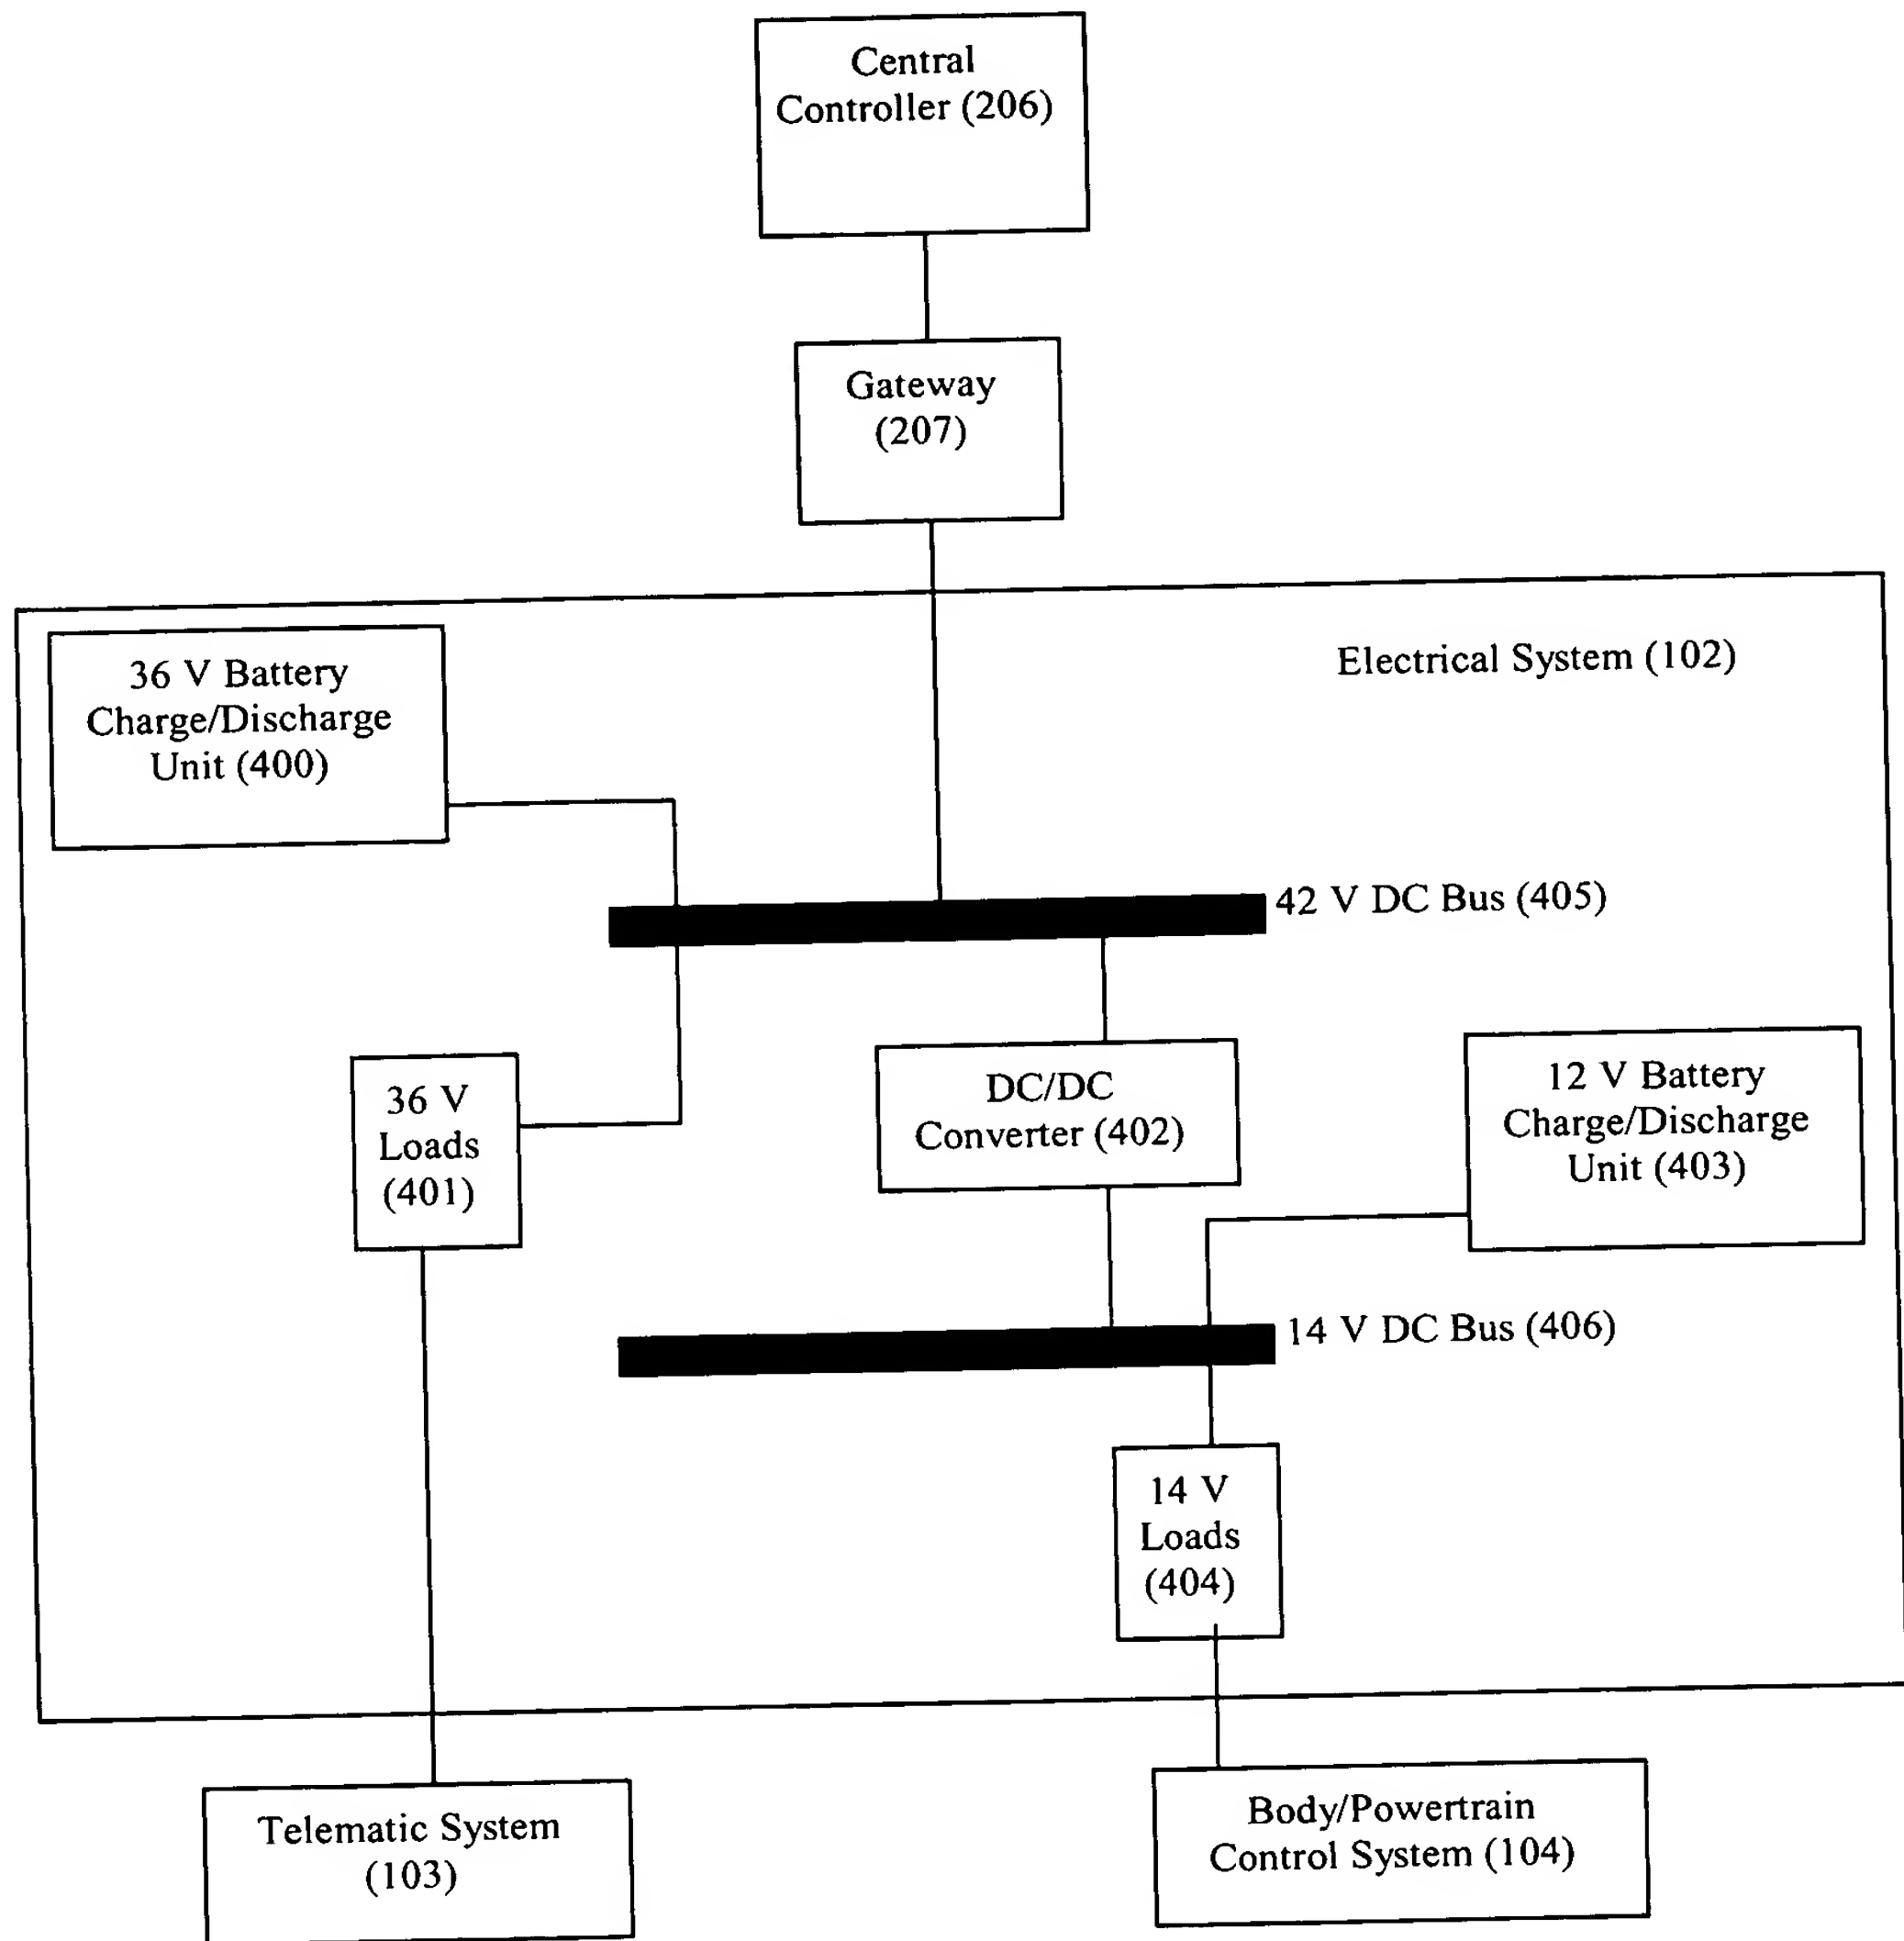 Central
Controller (206)
Gateway
(207)
Electrical System (102)
36 V Battery
Charge/Discharge
Unit (400)
42 V DC Bus (405)
36 V
Loads
(401)
DC/DC
Converter (402)
12 V Battery
Charge/Discharge
Unit (403)
14 V DC Bus (406)
14 V
Loads
(404)
Telematic System
(103)
Body/Powertrain
Control System (104)